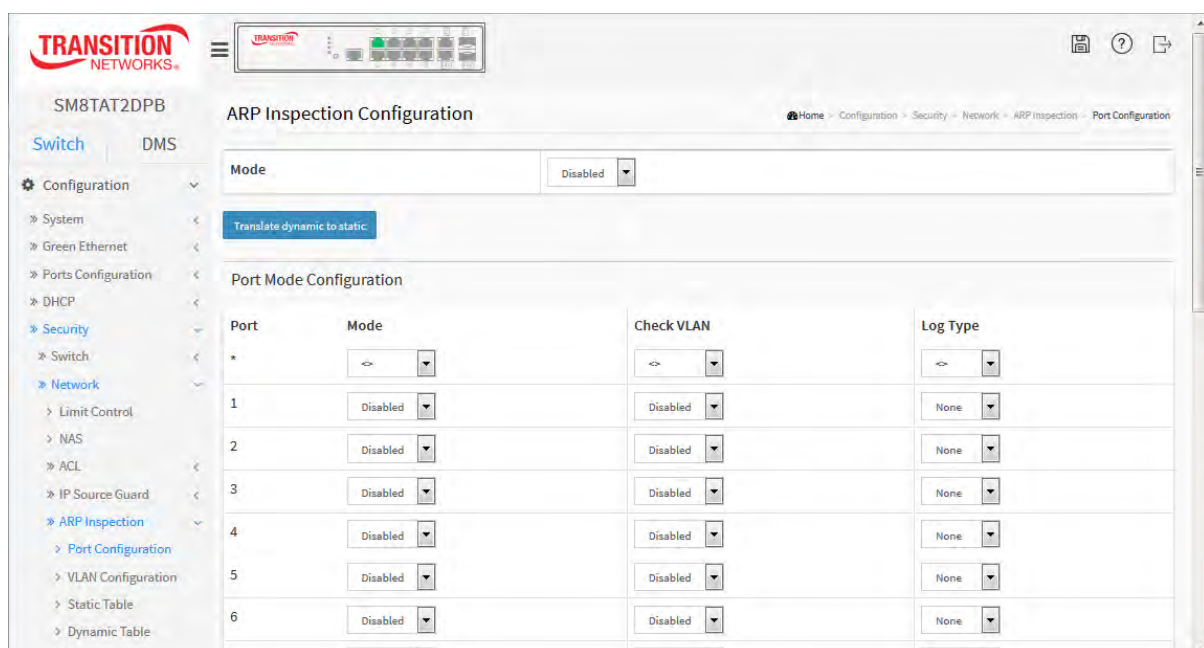 TRANSITION
NETWORKS®
TRANSITION
SM8TAT2DPB
Switch DMS
Configuration
» System
» Green Ethernet
» Ports Configuration
» DHCP
» Security
» Switch
» Network
> Limit Control
> NAS
» ACL
» IP Source Guard
» ARP Inspection
> Port Configuration
> VLAN Configuration
> Static Table
> Dynamic Table
ARP Inspection Configuration
Home > Configuration > Security > Network > ARP Inspection > Port Configuration
Mode Disabled
Translate dynamic to static
Port Mode Configuration
Port Mode Check VLAN Log Type
* <> <> <>
1 Disabled Disabled None
2 Disabled Disabled None
3 Disabled Disabled None
4 Disabled Disabled None
5 Disabled Disabled None
6 Disabled Disabled None